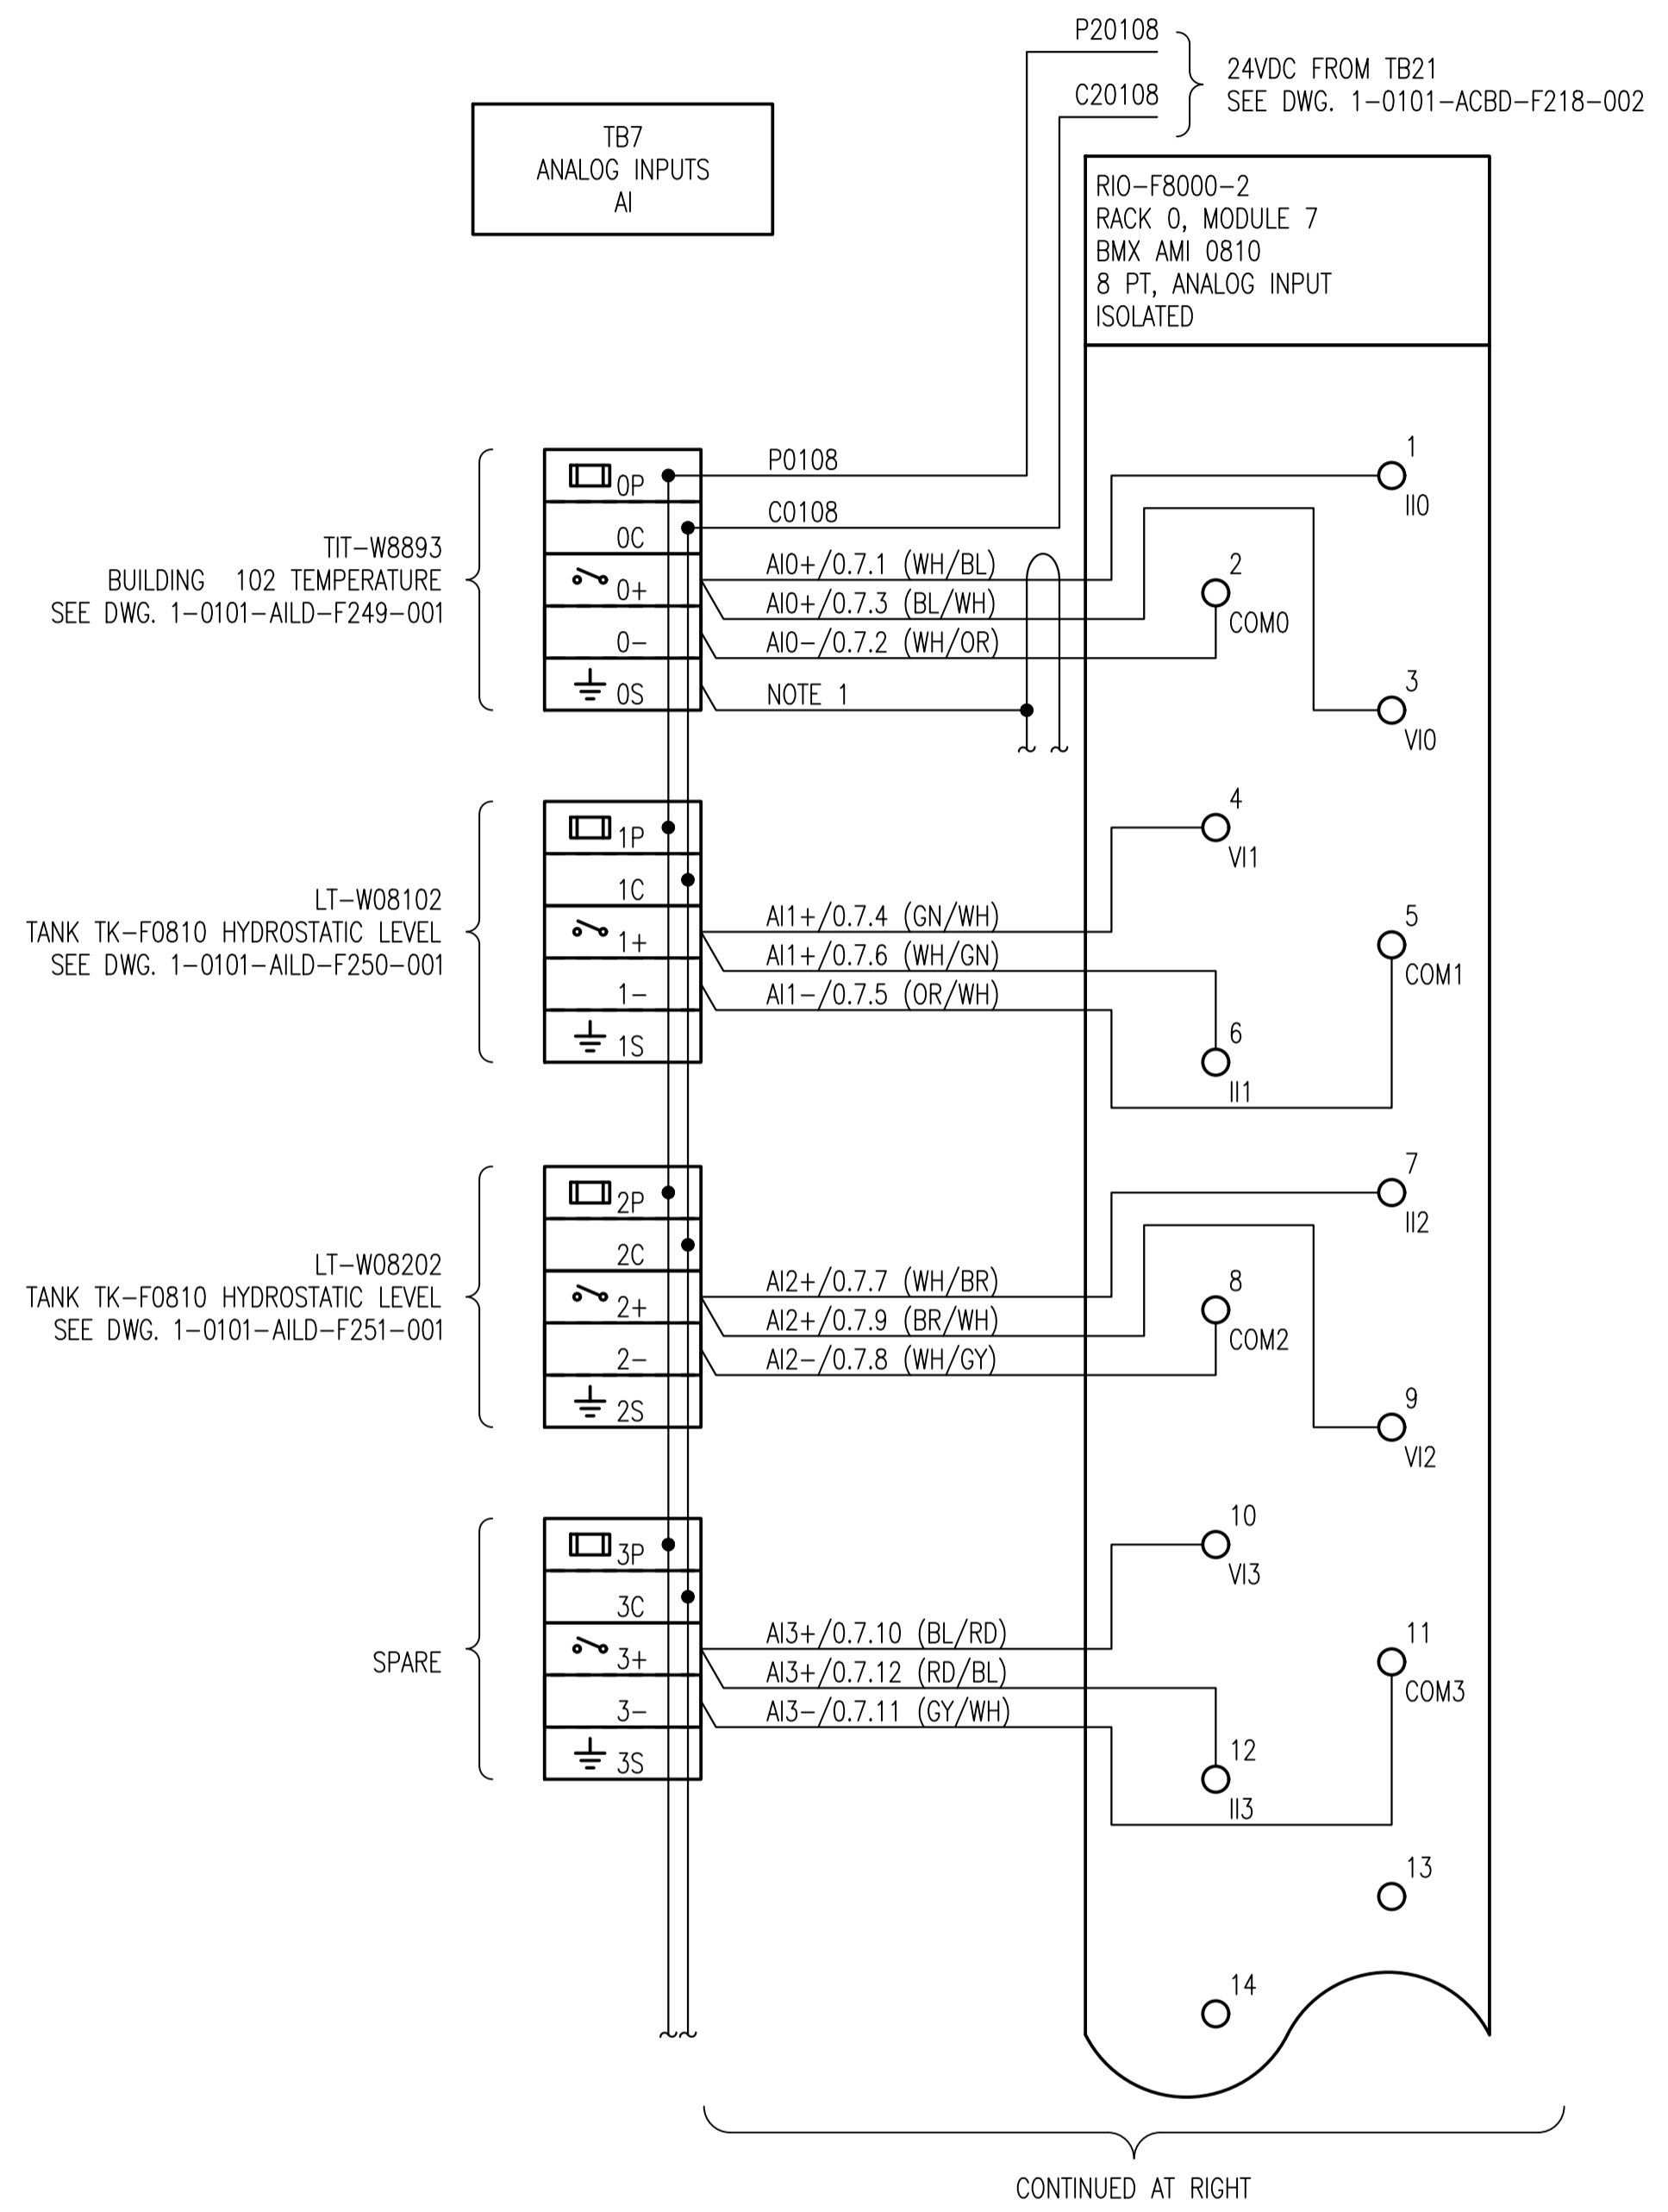 P20108
C20108
24VDC FROM TB21
SEE DWG. 1-0101-ACBD-F218-002
TB7
ANALOG INPUTS
AI
RIO-F8000-2
RACK 0, MODULE 7
BMX AMI 0810
8 PT, ANALOG INPUT
ISOLATED
TIT-W8893
BUILDING 102 TEMPERATURE
SEE DWG. 1-0101-AILD-F249-001
0P
0C
0+
0-
0S
P0108
C0108
AI0+/0.7.1 (WH/BL)
AI0+/0.7.3 (BL/WH)
AI0-/0.7.2 (WH/OR)
NOTE 1
1
II0
2
COM0
3
VI0
LT-W08102
TANK TK-F0810 HYDROSTATIC LEVEL
SEE DWG. 1-0101-AILD-F250-001
1P
1C
1+
1-
1S
AI1+/0.7.4 (GN/WH)
AI1+/0.7.6 (WH/GN)
AI1-/0.7.5 (OR/WH)
4
VI1
5
COM1
6
II1
LT-W08202
TANK TK-F0810 HYDROSTATIC LEVEL
SEE DWG. 1-0101-AILD-F251-001
2P
2C
2+
2-
2S
AI2+/0.7.7 (WH/BR)
AI2+/0.7.9 (BR/WH)
AI2-/0.7.8 (WH/GY)
7
II2
8
COM2
9
VI2
SPARE
3P
3C
3+
3-
3S
AI3+/0.7.10 (BL/RD)
AI3+/0.7.12 (RD/BL)
AI3-/0.7.11 (GY/WH)
10
VI3
11
COM3
12
II3
13
14
CONTINUED AT RIGHT